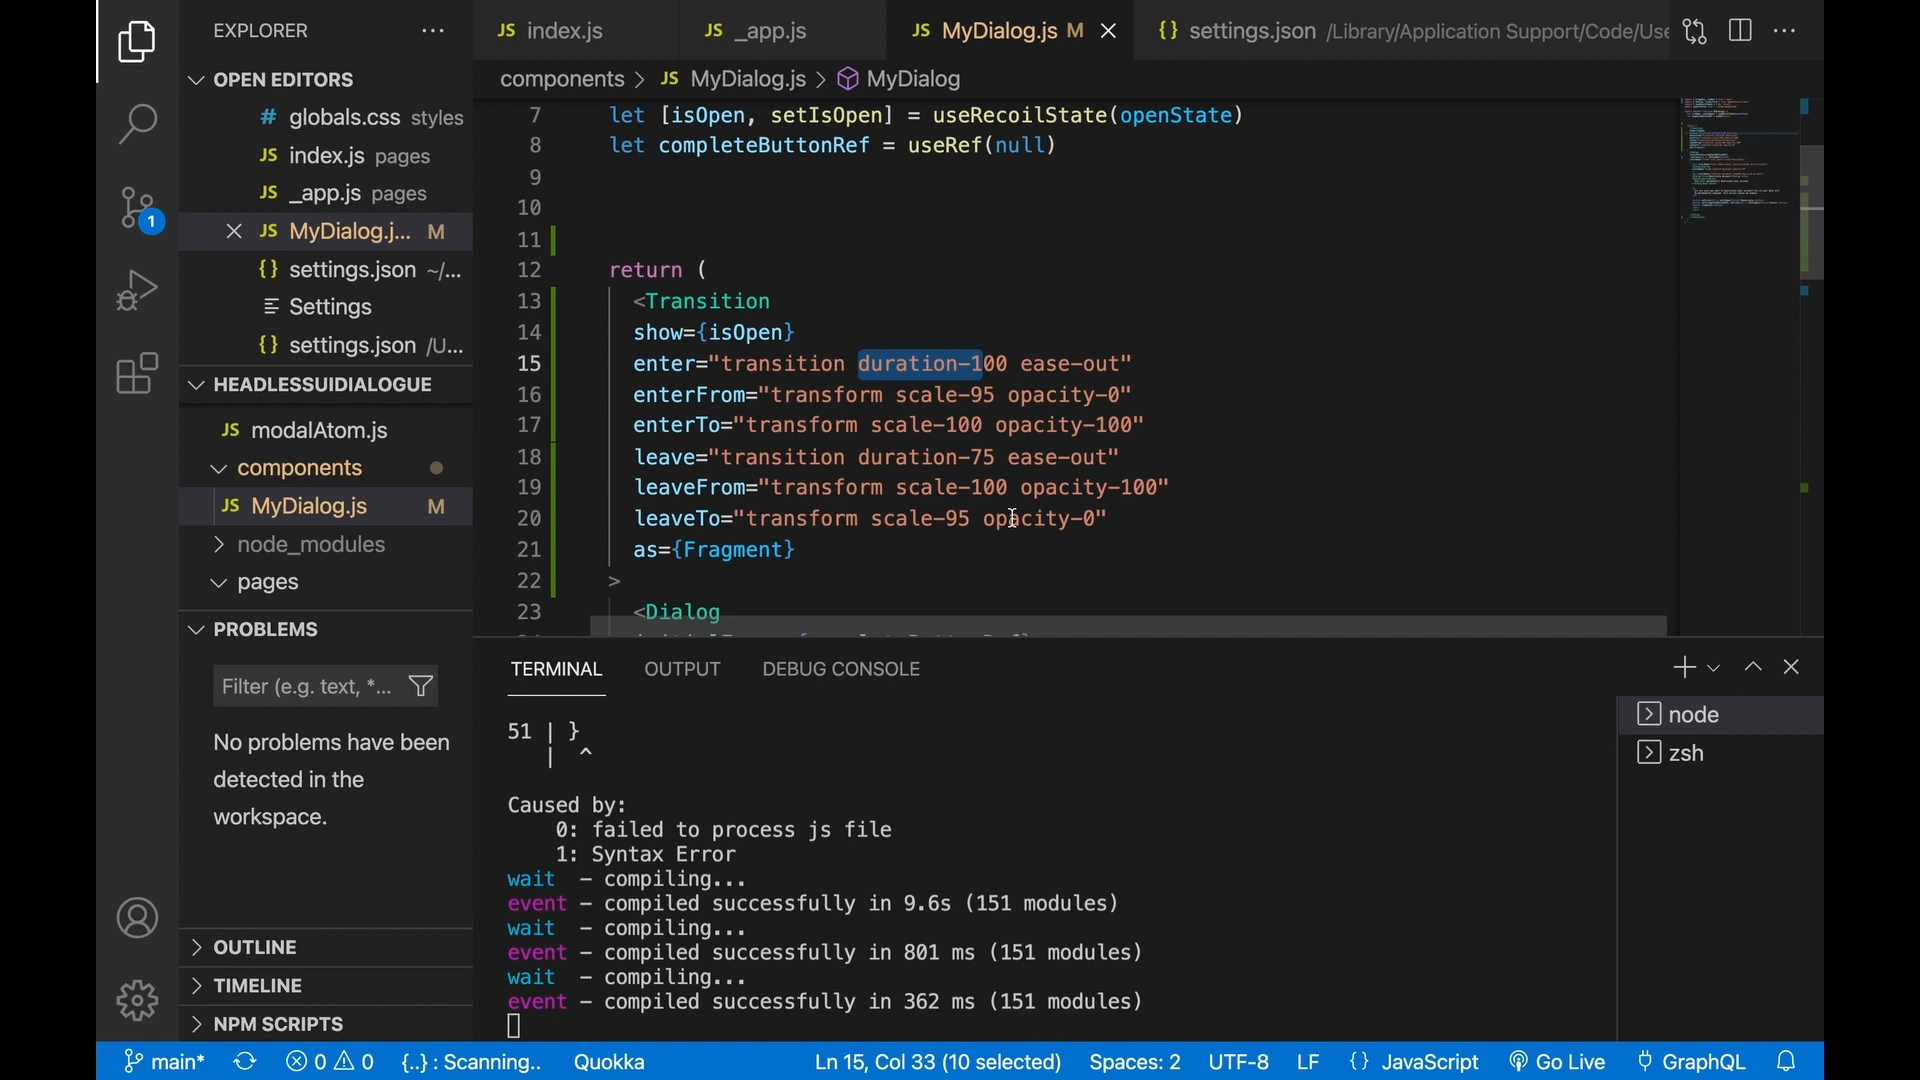 EXPLORER
JS index.js
JS _app.js
JS MyDialog.js M
{} settings.json /Library/Application Support/Code/Use
OPEN EDITORS
# globals.css styles
JS index.js pages
JS _app.js pages
JS MyDialog.j... M
{} settings.json ~/...
Settings
{} settings.json /U...
HEADLESSUIDIALOGUE
JS modalAtom.js
components
JS MyDialog.js M
node_modules
pages
PROBLEMS
Filter (e.g. text, *...
No problems have been
detected in the
workspace.
OUTLINE
TIMELINE
NPM SCRIPTS
1
components > JS MyDialog.js > MyDialog
7 let [isOpen, setIsOpen] = useRecoilState(openState)
8 let completeButtonRef = useRef(null)
9
10
11
12 return (
13 <Transition
14 show={isOpen}
15 enter="transition duration-100 ease-out"
16 enterFrom="transform scale-95 opacity-0"
17 enterTo="transform scale-100 opacity-100"
18 leave="transition duration-75 ease-out"
19 leaveFrom="transform scale-100 opacity-100"
20 leaveTo="transform scale-95 opacity-0"
21 as={Fragment}
22 >
23 <Dialog
TERMINAL OUTPUT DEBUG CONSOLE
51 | }
| ^
Caused by:
0: failed to process js file
1: Syntax Error
wait – compiling...
event – compiled successfully in 9.6s (151 modules)
wait – compiling...
event – compiled successfully in 801 ms (151 modules)
wait – compiling...
event – compiled successfully in 362 ms (151 modules)
node
zsh
main* 0 0 {..} : Scanning.. Quokka Ln 15, Col 33 (10 selected) Spaces: 2 UTF-8 LF {} JavaScript Go Live GraphQL